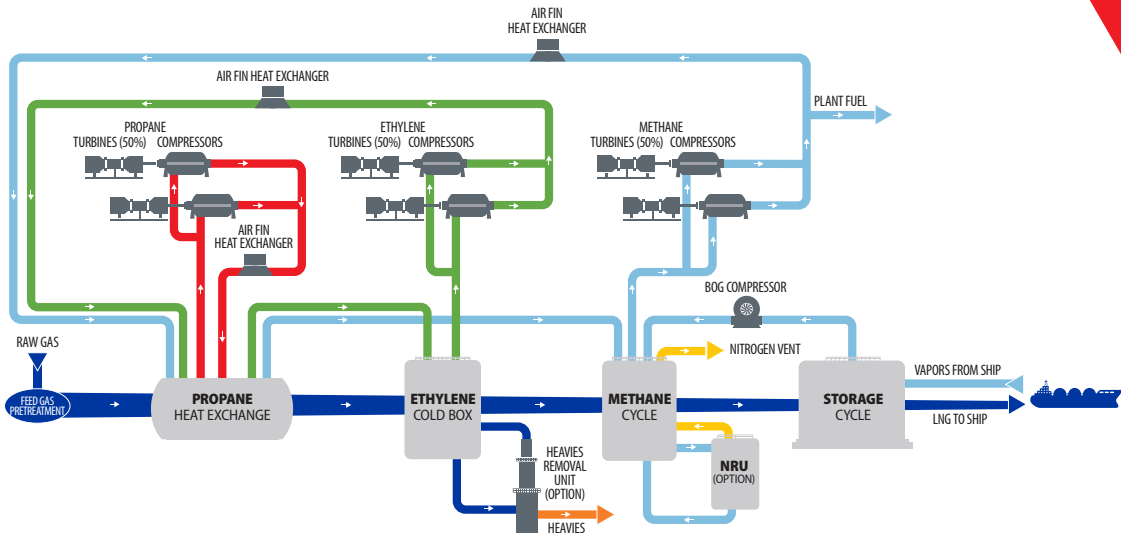 AIR FIN
HEAT EXCHANGER
AIR FIN HEAT EXCHANGER
PLANT FUEL
PROPANE
TURBINES (50%) COMPRESSORS
ETHYLENE
TURBINES (50%) COMPRESSORS
METHANE
TURBINES (50%) COMPRESSORS
AIR FIN
HEAT EXCHANGER
BOG COMPRESSOR
RAW GAS
NITROGEN VENT
VAPORS FROM SHIP
FEED GAS
PRETREATMENT
PROPANE
HEAT EXCHANGE
ETHYLENE
COLD BOX
METHANE
CYCLE
STORAGE
CYCLE
LNG TO SHIP
HEAVIES
REMOVAL
UNIT
(OPTION)
NRU
(OPTION)
HEAVIES